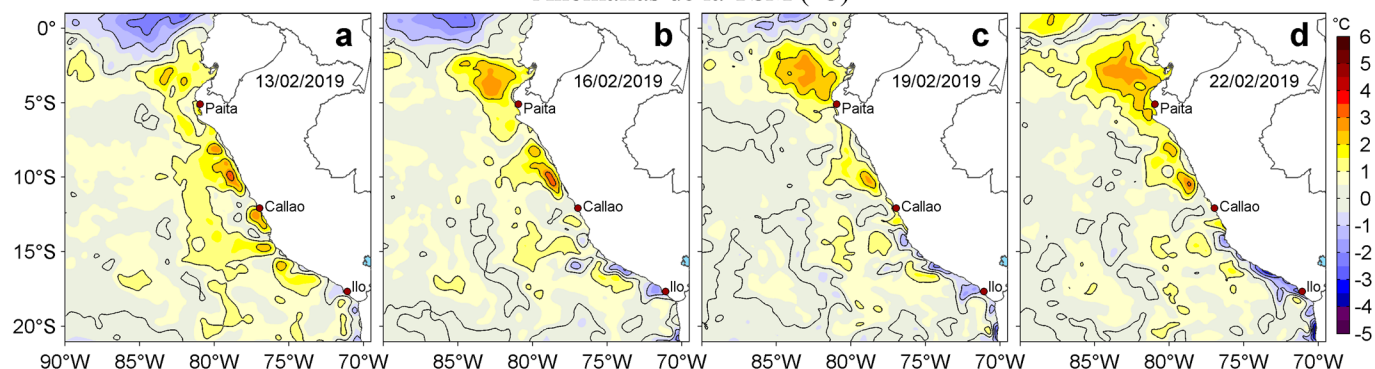 °C
a
b
c
d
0°
5°S
10°S
15°S
20°S
13/02/2019
16/02/2019
19/02/2019
22/02/2019
Paita
Paita
Paita
Paita
Callao
Callao
Callao
Callao
Ilo
Ilo
Ilo
Ilo
90°W 85°W 80°W 75°W 70°W
85°W 80°W 75°W 70°W
85°W 80°W 75°W 70°W
85°W 80°W 75°W 70°W
6
5
4
3
2
1
0
-1
-2
-3
-4
-5